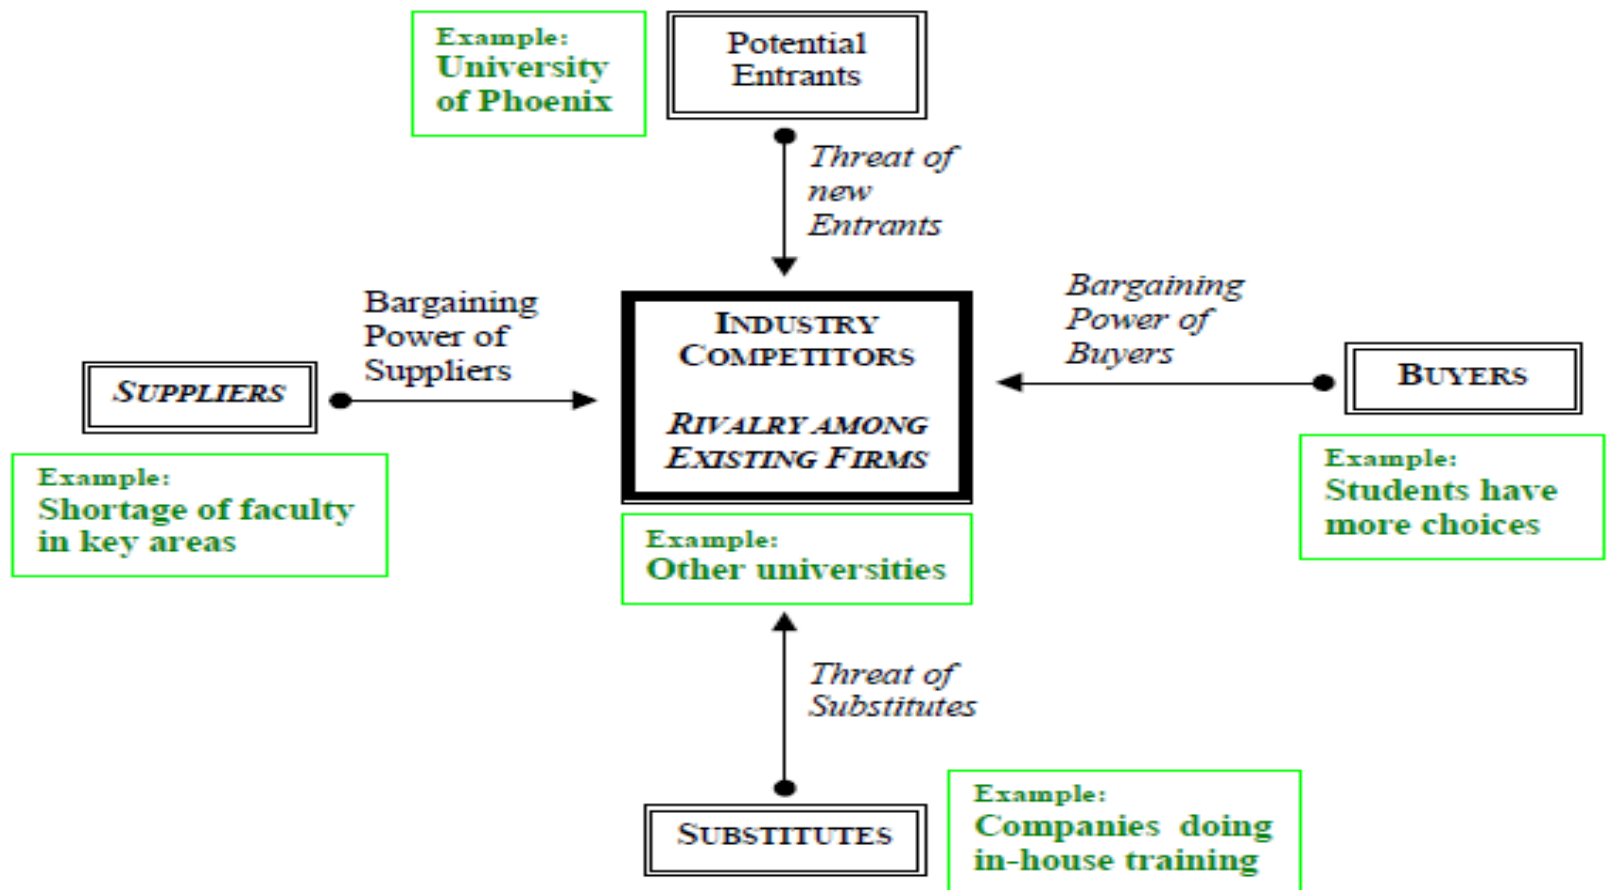 Example:
University
of Phoenix
Potential
Entrants
Threat of
new
Entrants
Bargaining
Power of
Suppliers
SUPPLIERS
Example:
Shortage of faculty
in key areas
INDUSTRY
COMPETITORS
RIVALRY AMONG
EXISTING FIRMS
Example:
Other universities
Bargaining
Power of
Buyers
BUYERS
Example:
Students have
more choices
Threat of
Substitutes
SUBSTITUTES
Example:
Companies doing
in-house training